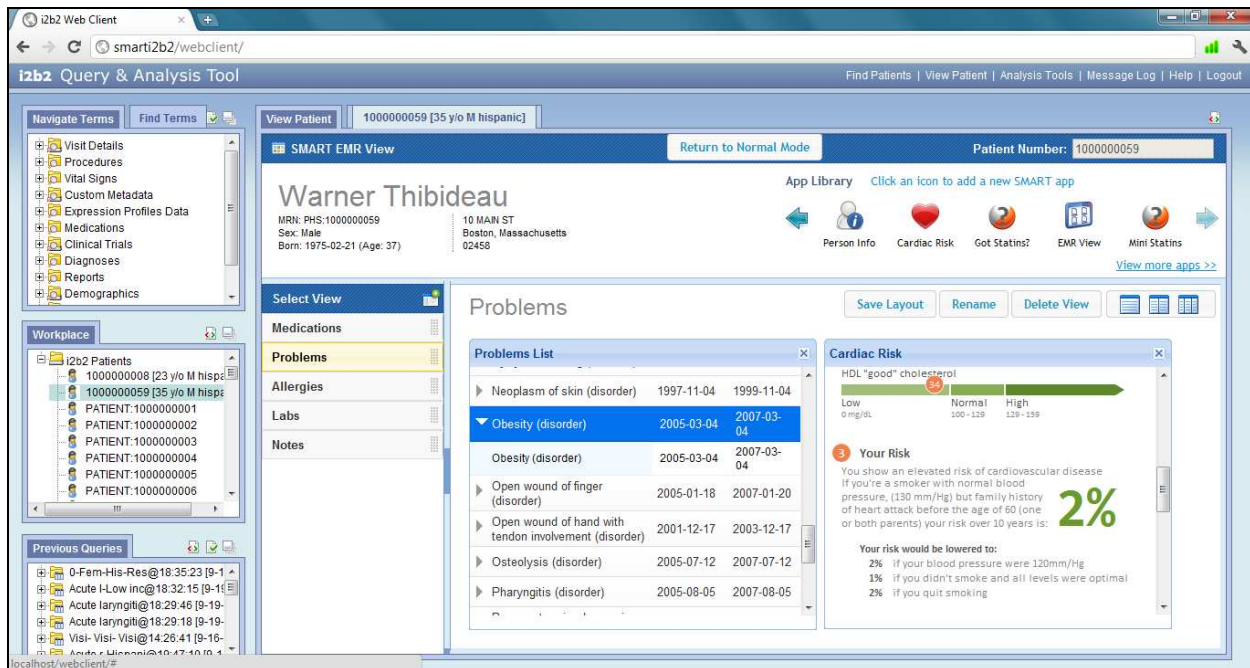 i2b2 Web Client
smarti2b2/webclient/
i2b2 Query & Analysis Tool
Find Patients | View Patient | Analysis Tools | Message Log | Help | Logout
Navigate Terms
Find Terms
Visit Details
Procedures
Vital Signs
Custom Metadata
Expression Profiles Data
Medications
Clinical Trials
Diagnoses
Reports
Demographics
Workplace
i2b2 Patients
1000000008 [23 y/o M hispa
1000000059 [35 y/o M hispa
PATIENT:1000000001
PATIENT:1000000002
PATIENT:1000000003
PATIENT:1000000004
PATIENT:1000000005
PATIENT:1000000006
Previous Queries
0-Fem-His-Res@18:35:23 [9-1
Acute l-Low inc@18:32:15 [9-19
Acute laryngiti@18:29:46 [9-19-
Acute laryngiti@18:29:18 [9-19-
Visi- Visi- Visi@14:26:41 [9-16-
localhost/webclient/#
View Patient
1000000059 [35 y/o M hispanic]
SMART EMR View
Return to Normal Mode
Patient Number: 1000000059
Warner Thibideau
MRN: PHS:1000000059
Sex: Male
Born: 1975-02-21 (Age: 37)
10 MAIN ST
Boston, Massachusetts
02458
App Library Click an icon to add a new SMART app
Person Info
Cardiac Risk
Got Statins?
EMR View
Mini Statins
View more apps >>
Select View
Medications
Problems
Allergies
Labs
Notes
Problems
Save Layout
Rename
Delete View
Problems List
Neoplasm of skin (disorder) 1997-11-04 1999-11-04
Obesity (disorder) 2005-03-04 2007-03-
04
Obesity (disorder) 2005-03-04 2007-03-
04
Open wound of finger
(disorder) 2005-01-18 2007-01-20
Open wound of hand with
tendon involvement (disorder) 2001-12-17 2003-12-17
Osteolysis (disorder) 2005-07-12 2007-07-12
Pharyngitis (disorder) 2005-08-05 2007-08-05
Cardiac Risk
HDL "good" cholesterol
34
Low Normal High
0 mg/dL 100 - 129 129 - 159
3 Your Risk
You show an elevated risk of cardiovascular disease
If you're a smoker with normal blood
pressure, (130 mm/Hg) but family history
of heart attack before the age of 60 (one
or both parents) your risk over 10 years is:
2%
Your risk would be lowered to:
2% if your blood pressure were 120mm/Hg
1% if you didn't smoke and all levels were optimal
2% if you quit smoking